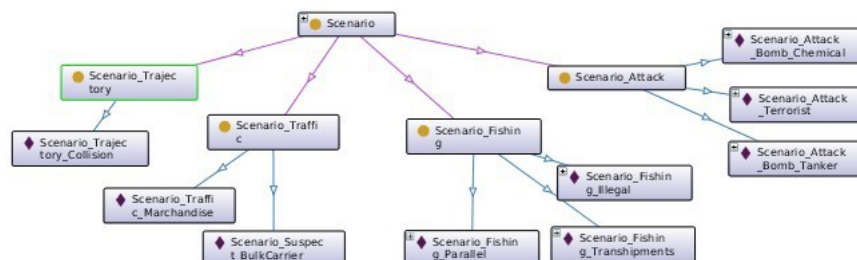 Scenario
Scenario_Trajec
tory
Scenario_Attack
Scenario_Attack
_Bomb_Chemical
Scenario_Attack
_Terrorist
Scenario_Attack
_Bomb_Tanker
Scenario_Traffi
c
Scenario_Fishin
g
Scenario_Trajec
tory_Collision
Scenario_Fishin
g_Illegal
Scenario_Traffi
c_Marchandise
Scenario_Suspec
t_BulkCarrier
Scenario_Fishin
g_Parallel
Scenario_Fishin
g_Transhipments